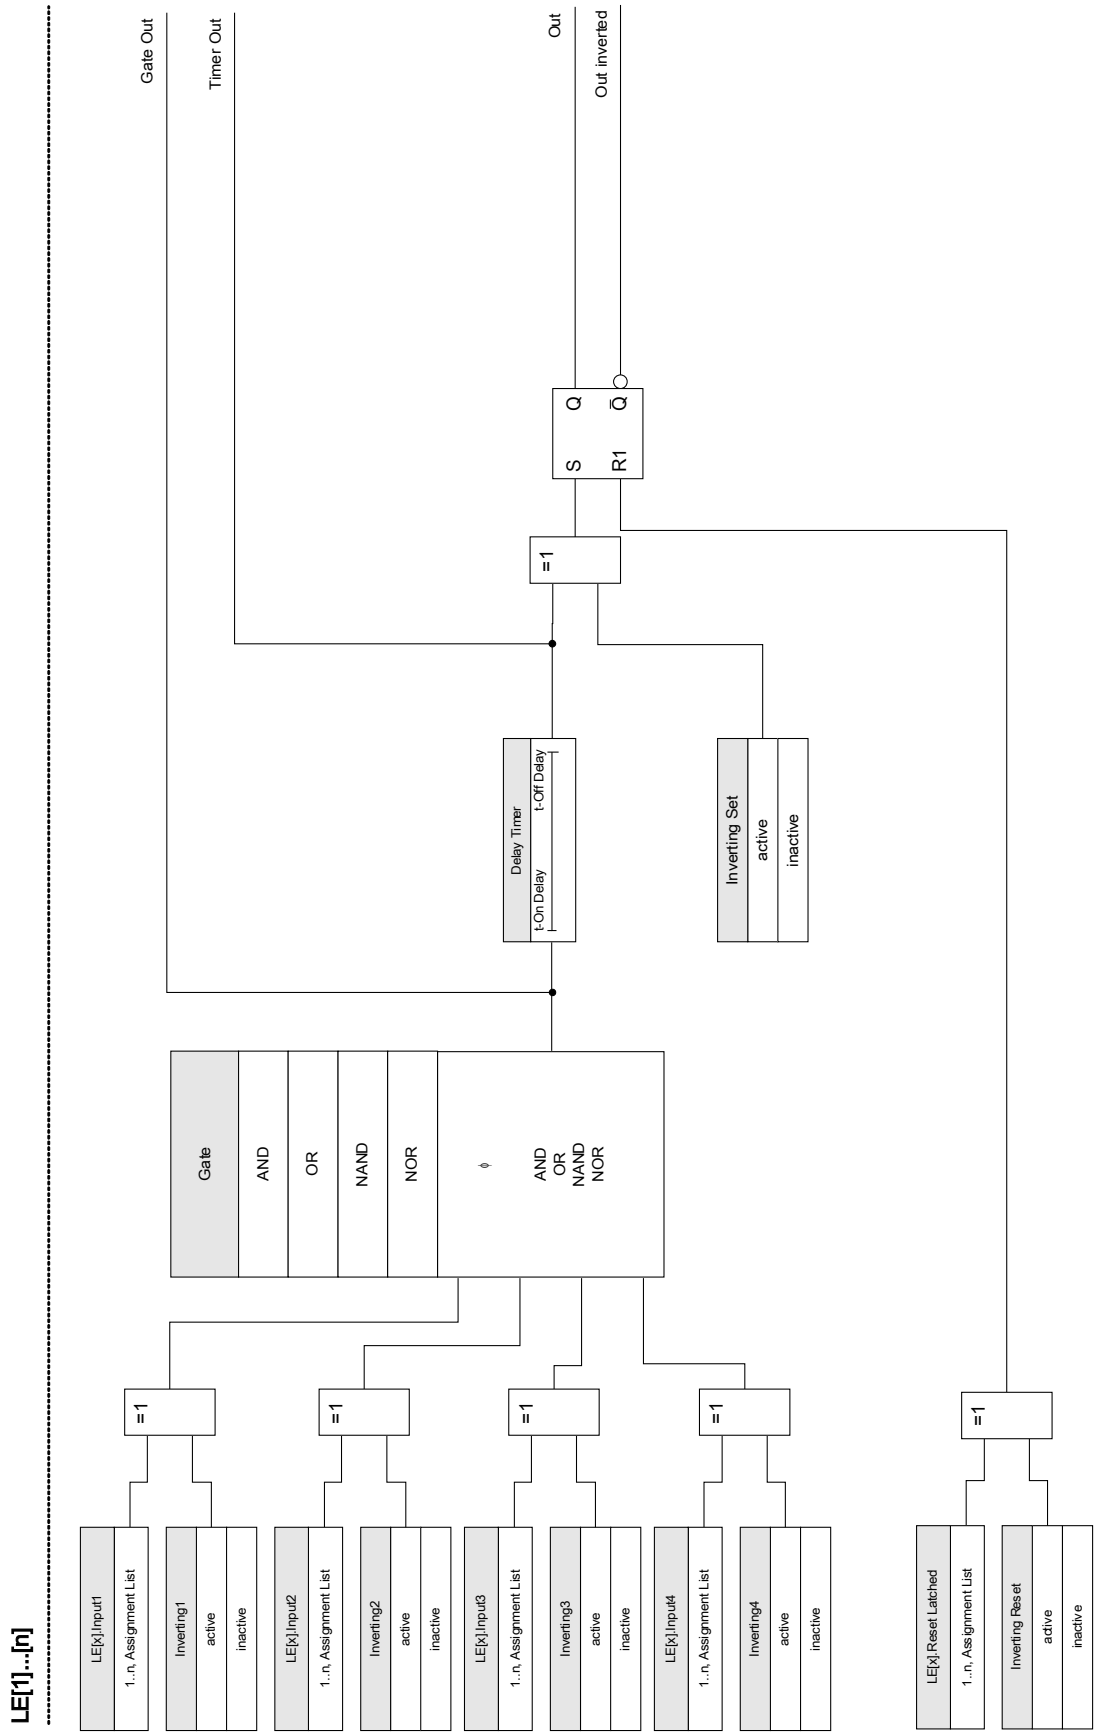 LE[1]...[n]
LE[x].Input1
1..n, Assignment List
Inverting1
active
inactive
LE[x].Input2
1..n, Assignment List
Inverting2
active
inactive
LE[x].Input3
1..n, Assignment List
Inverting3
active
inactive
LE[x].Input4
1..n, Assignment List
Inverting4
active
inactive
LE[x].Reset Latched
1..n, Assignment List
Inverting Reset
active
inactive
=1
=1
=1
=1
=1
Gate
AND
OR
NAND
NOR
ϕ
AND
OR
NAND
NOR
Delay Timer
t-On Delay
t-Off Delay
Inverting Set
active
inactive
=1
S Q
R1 Q̅
Gate Out
Timer Out
Out
Out inverted